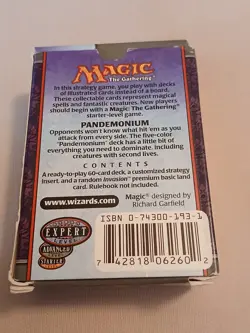 MAGIC
The Gathering
In this strategy game, you play with decks
of illustrated cards instead of a board.
These collectable cards represent magical
spells and fantastic creatures. New players
should begin with a Magic: The Gathering®
starter-level game.
PANDEMONIUM
Opponents won't know what hit 'em as you
attack from every side. The five-color
"Pandemonium" deck has a little bit of
everything you need to dominate. Including
creatures with second lives.
CONTENTS
A ready-to-play 60-card deck, a customized strategy
insert, and a random Invasion™ premium basic land
card. Rulebook not included.
www.wizards.com
Magic® designed by
Richard Garfield
EXPERT
LEVEL
ADVANCED
STARTER
ISBN 0-74300-193-1
7 42818 06260 2